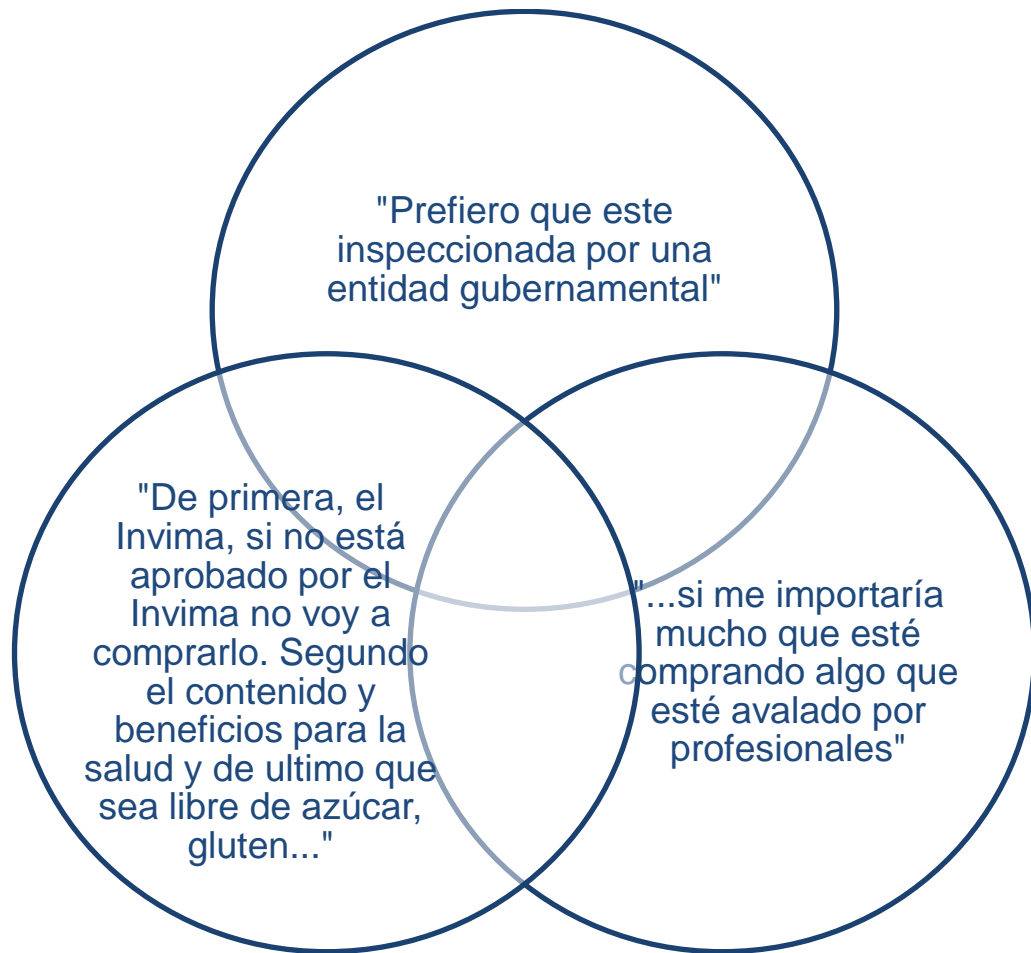 "Prefiero que este
inspeccionada por una
entidad gubernamental"
"De primera, el
Invima, si no está
aprobado por el
Invima no voy a
comprarlo. Segundo
el contenido y
beneficios para la
salud y de ultimo que
sea libre de azúcar,
gluten..."
"...si me importaría
mucho que esté
comprando algo que
esté avalado por
profesionales"